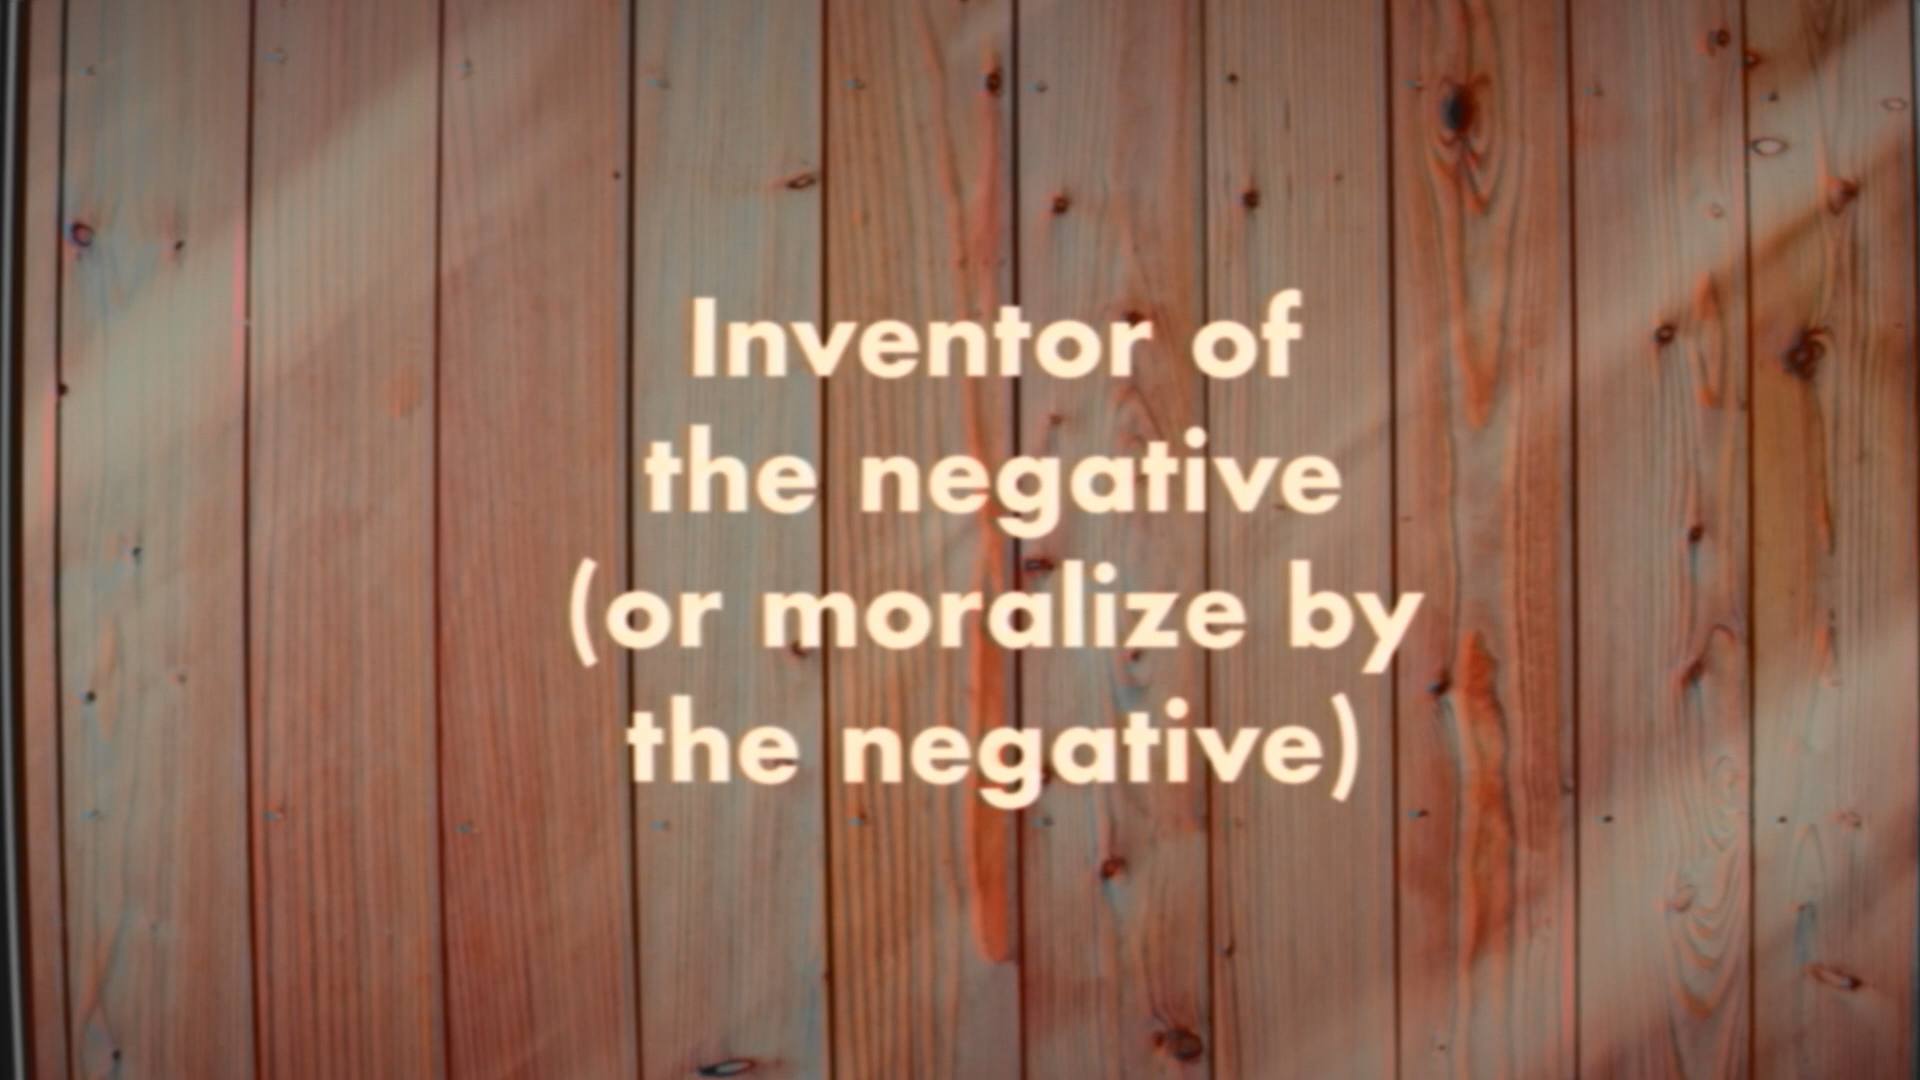 Inventor of
the negative
(or moralize by
the negative)